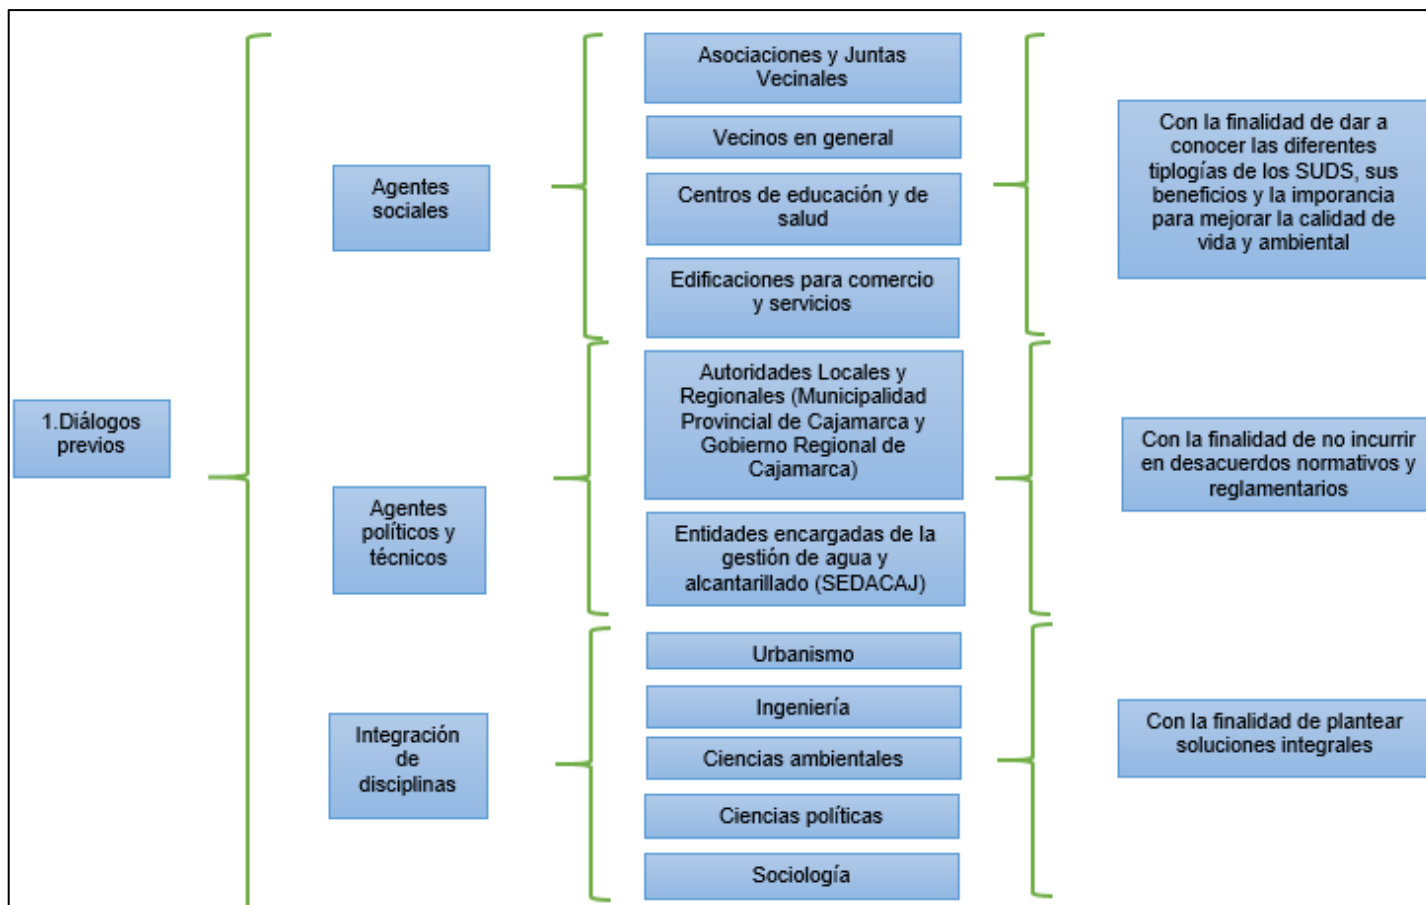 1.Diálogos
previos
Agentes
sociales
Asociaciones y Juntas
Vecinales
Vecinos en general
Centros de educación y de
salud
Edificaciones para comercio
y servicios
Con la finalidad de dar a
conocer las diferentes
tiplogías de los SUDS, sus
beneficios y la imporancia
para mejorar la calidad de
vida y ambiental
Agentes
políticos y
técnicos
Autoridades Locales y
Regionales (Municipalidad
Provincial de Cajamarca y
Gobierno Regional de
Cajamarca)
Entidades encargadas de la
gestión de agua y
alcantarillado (SEDACAJ)
Con la finalidad de no incurrir
en desacuerdos normativos y
reglamentarios
Integración
de
disciplinas
Urbanismo
Ingeniería
Ciencias ambientales
Ciencias políticas
Sociología
Con la finalidad de plantear
soluciones integrales